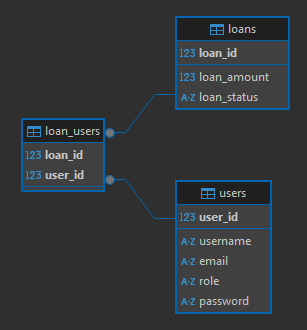 loans
123 loan_id
123 loan_amount
A-Z loan_status
loan_users
123 loan_id
123 user_id
users
123 user_id
A-Z username
A-Z email
A-Z role
A-Z password